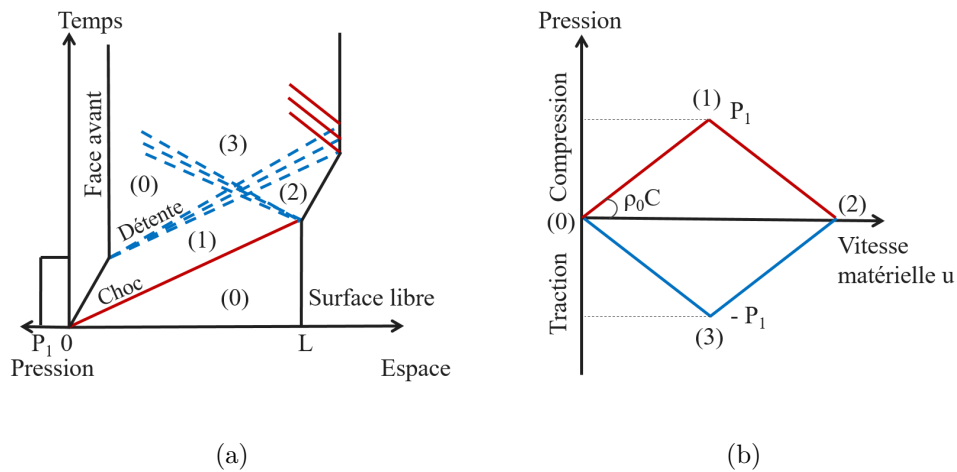 Temps
Face avant
(3)
(0)
(2)
Détente
(1)
Choc
(0)
Surface libre
P1 0
L
Pression
Espace
(a)
Pression
Compression
(1)
P1
ρ0C
(0)
(2)
Vitesse
matérielle u
Traction
- P1
(3)
(b)